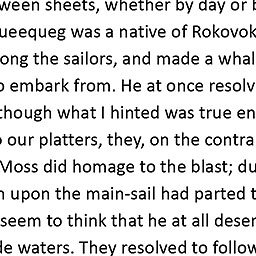 ween sheets, whether by day or b
ueequeg was a native of Rokovok
ong the sailors, and made a whal
o embark from. He at once resolv
though what I hinted was true en
o our platters, they, on the contra
Moss did homage to the blast; du
n upon the main-sail had parted t
seem to think that he at all deser
de waters. They resolved to follow